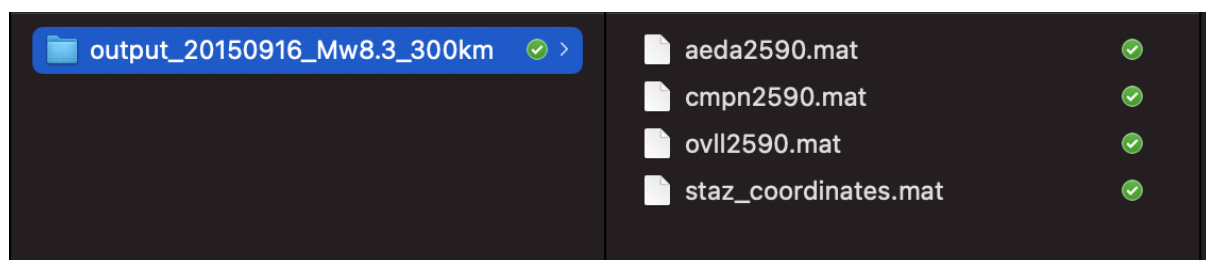 output_20150916_Mw8.3_300km
aeda2590.mat
cmpn2590.mat
ovll2590.mat
staz_coordinates.mat